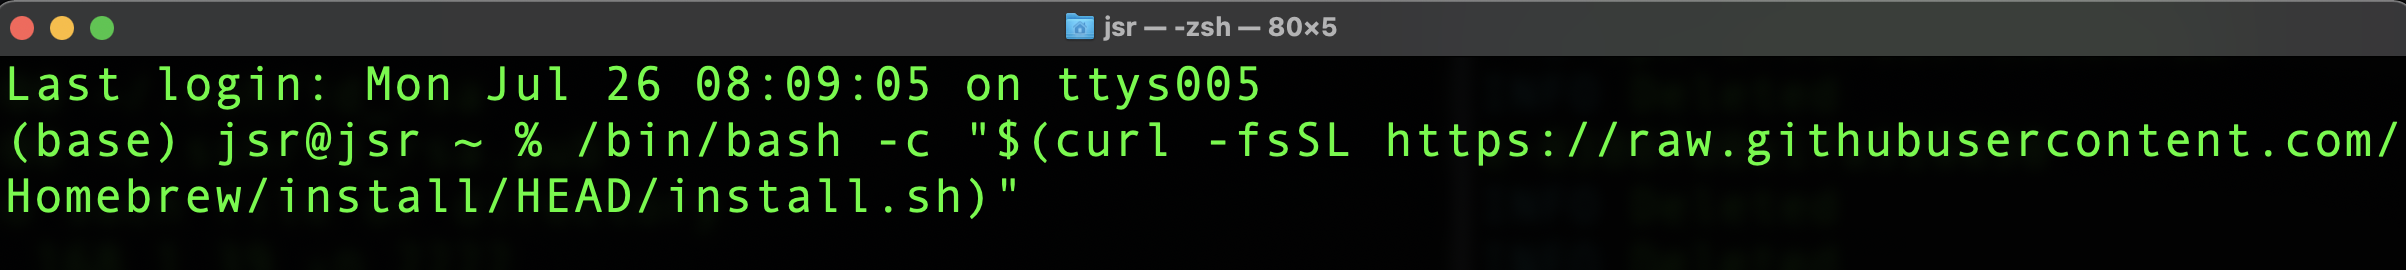 jsr — -zsh — 80×5
Last login: Mon Jul 26 08:09:05 on ttys005
(base) jsr@jsr ~ % /bin/bash -c "$(curl -fsSL https://raw.githubusercontent.com/
Homebrew/install/HEAD/install.sh)"